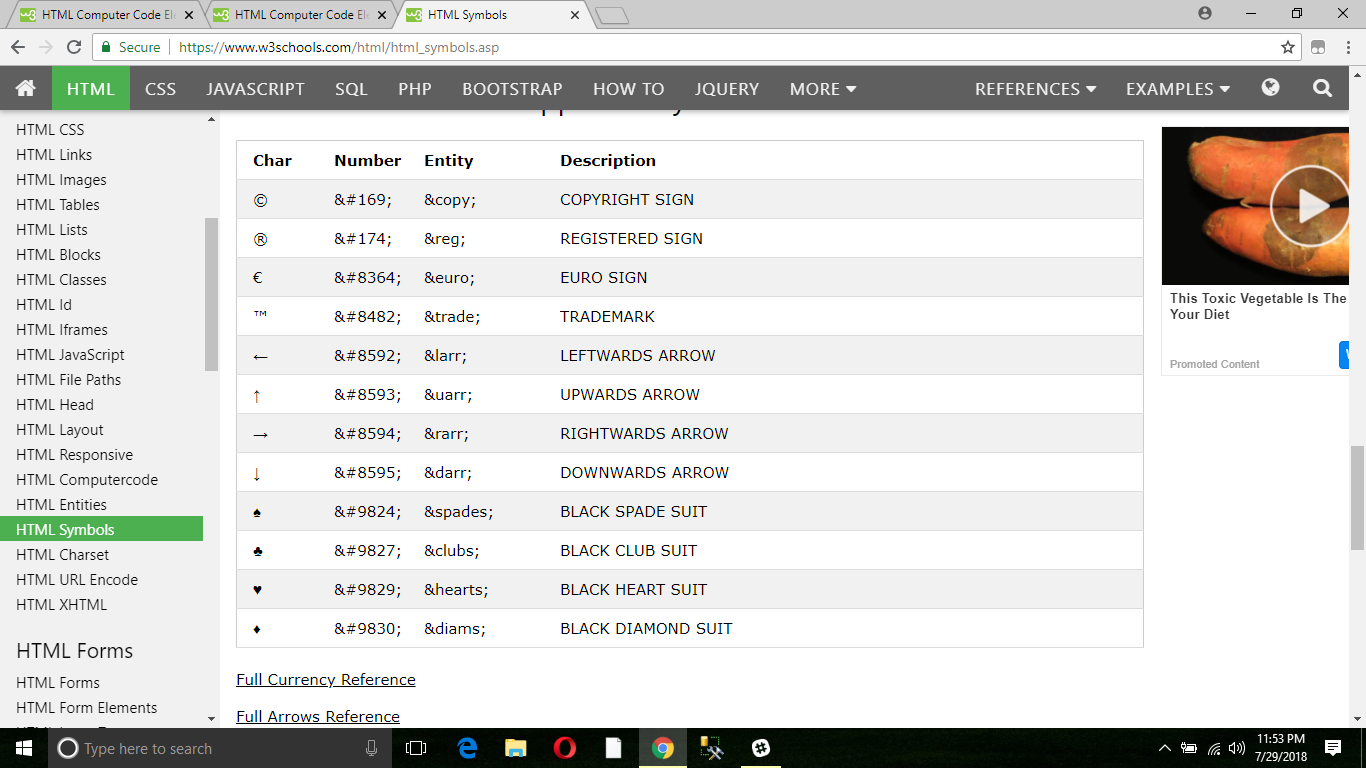 HTML Computer Code El
HTML Computer Code El
HTML Symbols
Secure
https://www.w3schools.com/html/html_symbols.asp
HTML CSS JAVASCRIPT SQL PHP BOOTSTRAP HOW TO JQUERY MORE REFERENCES EXAMPLES
HTML CSS
HTML Links
HTML Images
HTML Tables
HTML Lists
HTML Blocks
HTML Classes
HTML Id
HTML Iframes
HTML JavaScript
HTML File Paths
HTML Head
HTML Layout
HTML Responsive
HTML Computercode
HTML Entities
HTML Symbols
HTML Charset
HTML URL Encode
HTML XHTML
HTML Forms
HTML Forms
HTML Form Elements
Char Number Entity Description
© &#169; &copy; COPYRIGHT SIGN
® &#174; &reg; REGISTERED SIGN
€ &#8364; &euro; EURO SIGN
™ &#8482; &trade; TRADEMARK
← &#8592; &larr; LEFTWARDS ARROW
↑ &#8593; &uarr; UPWARDS ARROW
→ &#8594; &rarr; RIGHTWARDS ARROW
↓ &#8595; &darr; DOWNWARDS ARROW
♠ &#9824; &spades; BLACK SPADE SUIT
♣ &#9827; &clubs; BLACK CLUB SUIT
♥ &#9829; &hearts; BLACK HEART SUIT
♦ &#9830; &diams; BLACK DIAMOND SUIT
Full Currency Reference
Full Arrows Reference
This Toxic Vegetable Is The
Your Diet
Promoted Content
Type here to search
11:53 PM
7/29/2018